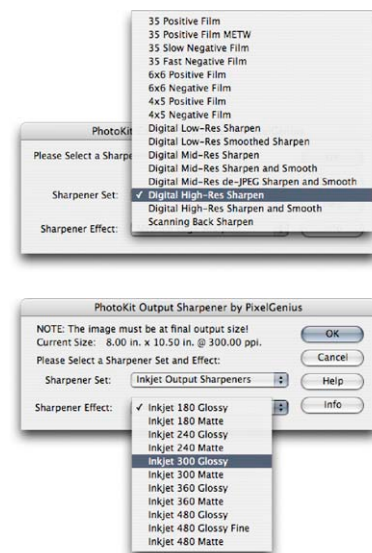 35 Positive Film
35 Positive Film METW
35 Slow Negative Film
35 Fast Negative Film
6x6 Positive Film
6x6 Negative Film
4x5 Positive Film
4x5 Negative Film
Digital Low-Res Sharpen
Digital Low-Res Smoothed Sharpen
Digital Mid-Res Sharpen
Digital Mid-Res Sharpen and Smooth
Digital Mid-Res de-JPEG Sharpen and Smooth
✓ Digital High-Res Sharpen
Digital High-Res Sharpen and Smooth
Scanning Back Sharpen
PhotoKit
Please Select a Sharpe
Sharpener Set:
Sharpener Effect:
PhotoKit Output Sharpener by PixelGenius
NOTE: The image must be at final output size!
Current Size: 8.00 in. x 10.50 in. @ 300.00 ppi.
Please Select a Sharpener Set and Effect:
Sharpener Set: Inkjet Output Sharpeners
Sharpener Effect:
OK
Cancel
Help
Info
✓ Inkjet 180 Glossy
Inkjet 180 Matte
Inkjet 240 Glossy
Inkjet 240 Matte
Inkjet 300 Glossy
Inkjet 300 Matte
Inkjet 360 Glossy
Inkjet 360 Matte
Inkjet 480 Glossy
Inkjet 480 Glossy Fine
Inkjet 480 Matte